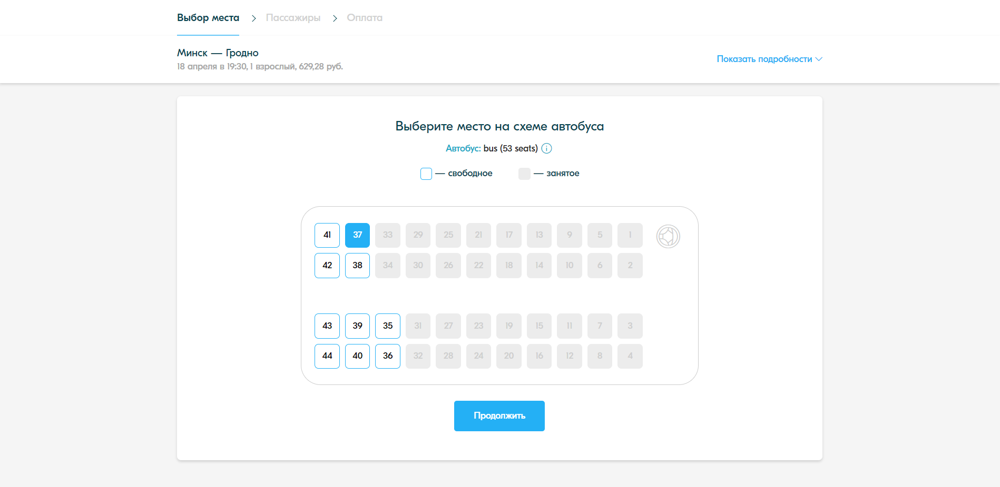 Выбор места Пассажиры Оплата
Минск — Гродно
18 апреля в 19:30, 1 взрослый, 629,28 руб.
Показать подробности
Выберите место на схеме автобуса
Автобус: bus (53 seats) i
— свободное — занятое
41 37 33 29 25 21 17 13 9 5 1
42 38 34 30 26 22 18 14 10 6 2
43 39 35 31 27 23 19 15 11 7 3
44 40 36 32 28 24 20 16 12 8 4
Продолжить